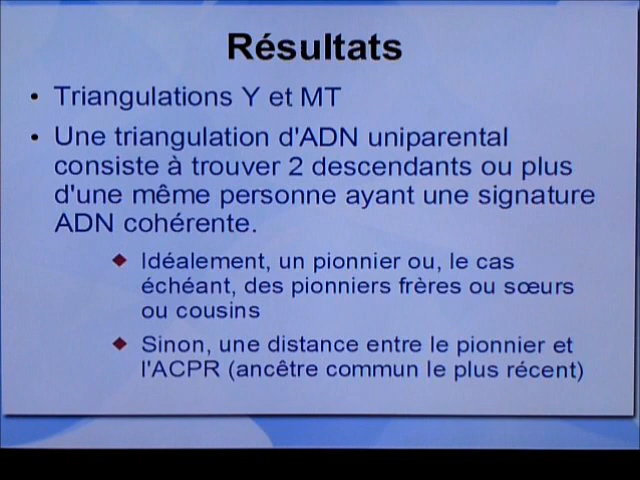 Résultats
• Triangulations Y et MT
• Une triangulation d'ADN uniparental
consiste à trouver 2 descendants ou plus
d'une même personne ayant une signature
ADN cohérente.
◆ Idéalement, un pionnier ou, le cas
échéant, des pionniers frères ou sœurs
ou cousins
◆ Sinon, une distance entre le pionnier et
l'ACPR (ancêtre commun le plus récent)